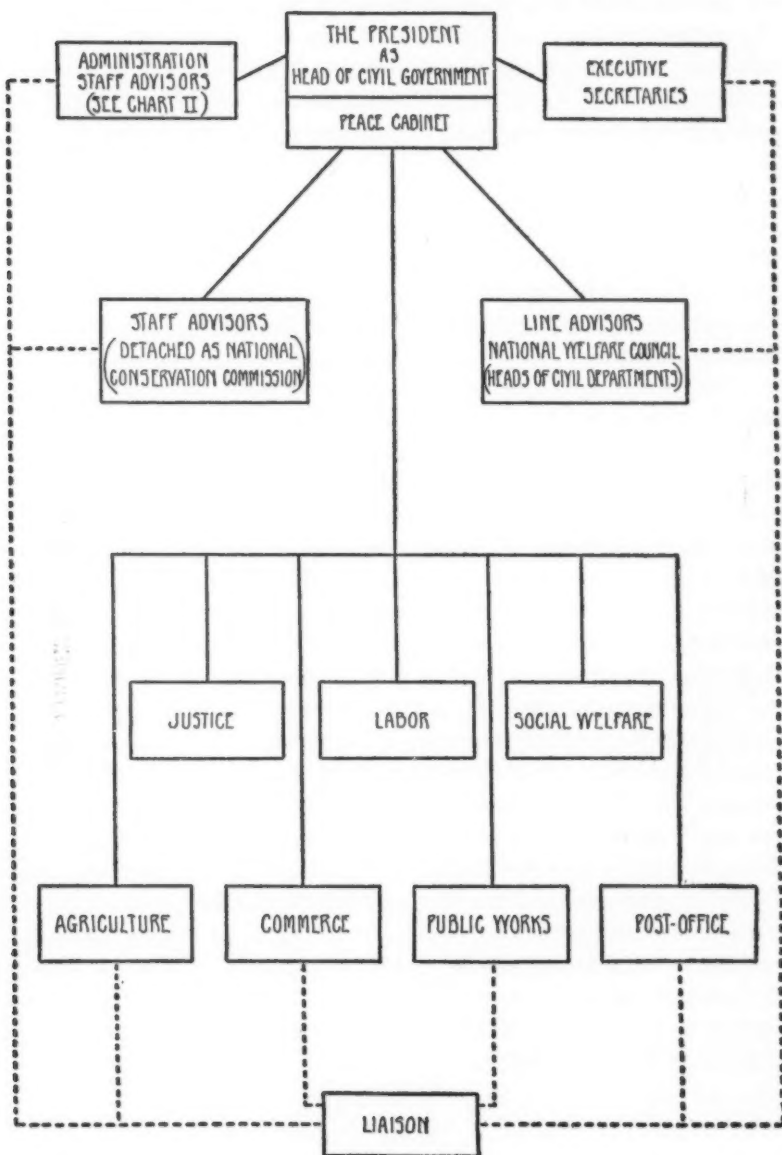 THE PRESIDENT
AS
HEAD OF CIVIL GOVERNMENT
PEACE CABINET
ADMINISTRATION
STAFF ADVISORS
(SEE CHART II)
EXECUTIVE
SECRETARIES
STAFF ADVISORS
(DETACHED AS NATIONAL
CONSERVATION COMMISSION)
LINE ADVISORS
NATIONAL WELFARE COUNCIL
(HEADS OF CIVIL DEPARTMENTS)
JUSTICE
LABOR
SOCIAL WELFARE
AGRICULTURE
COMMERCE
PUBLIC WORKS
POST-OFFICE
LIAISON